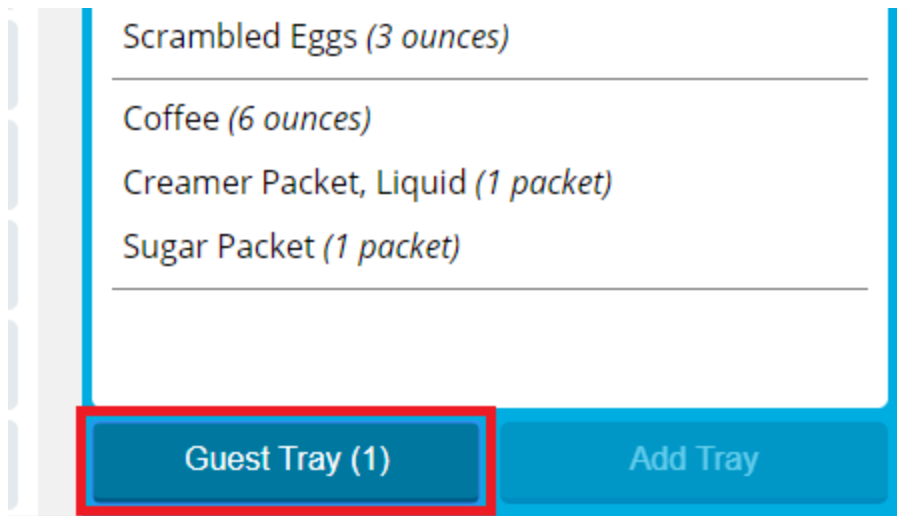 Scrambled Eggs (3 ounces)
Coffee (6 ounces)
Creamer Packet, Liquid (1 packet)
Sugar Packet (1 packet)
Guest Tray (1)
Add Tray